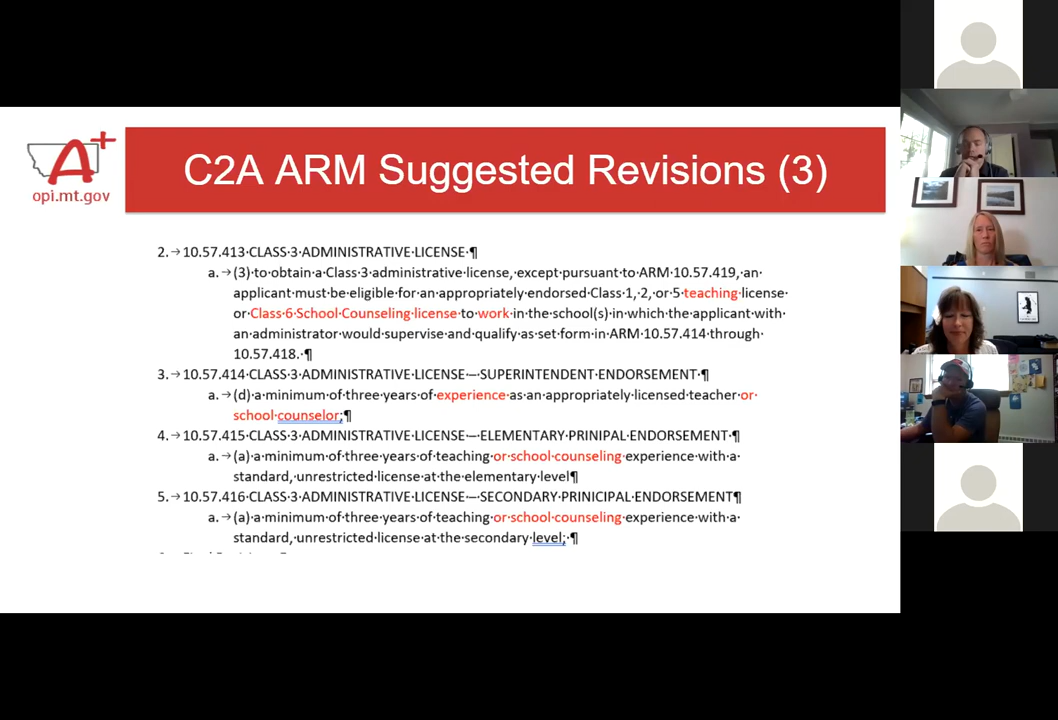 A+
opi.mt.gov
C2A ARM Suggested Revisions (3)
2.→10.57.413·CLASS·3·ADMINISTRATIVE·LICENSE·¶
a.→(3)·to·obtain·a·Class·3·administrative·license,·except·pursuant·to·ARM·10.57.419,·an·
applicant·must·be·eligible·for·an·appropriately·endorsed·Class·1,·2,·or·5·teaching·license·
or·Class·6·School·Counseling·license·to·work·in·the·school(s)·in·which·the·applicant·with·
an·administrator·would·supervise·and·qualify·as·set·form·in·ARM·10.57.414·through·
10.57.418.·¶
3.→10.57.414·CLASS·3·ADMINISTRATIVE·LICENSE·–·SUPERINTENDENT·ENDORSEMENT·¶
a.→(d)·a·minimum·of·three·years·of·experience·as·an·appropriately·licensed·teacher·or·
school·counselor;¶
4.→10.57.415·CLASS·3·ADMINISTRATIVE·LICENSE·–·ELEMENTARY·PRINIPAL·ENDORSEMENT·¶
a.→(a)·a·minimum·of·three·years·of·teaching·or·school·counseling·experience·with·a·
standard,·unrestricted·license·at·the·elementary·level¶
5.→10.57.416·CLASS·3·ADMINISTRATIVE·LICENSE·–·SECONDARY·PRINICIPAL·ENDORSEMENT¶
a.→(a)·a·minimum·of·three·years·of·teaching·or·school·counseling·experience·with·a·
standard,·unrestricted·license·at·the·secondary·level;·¶